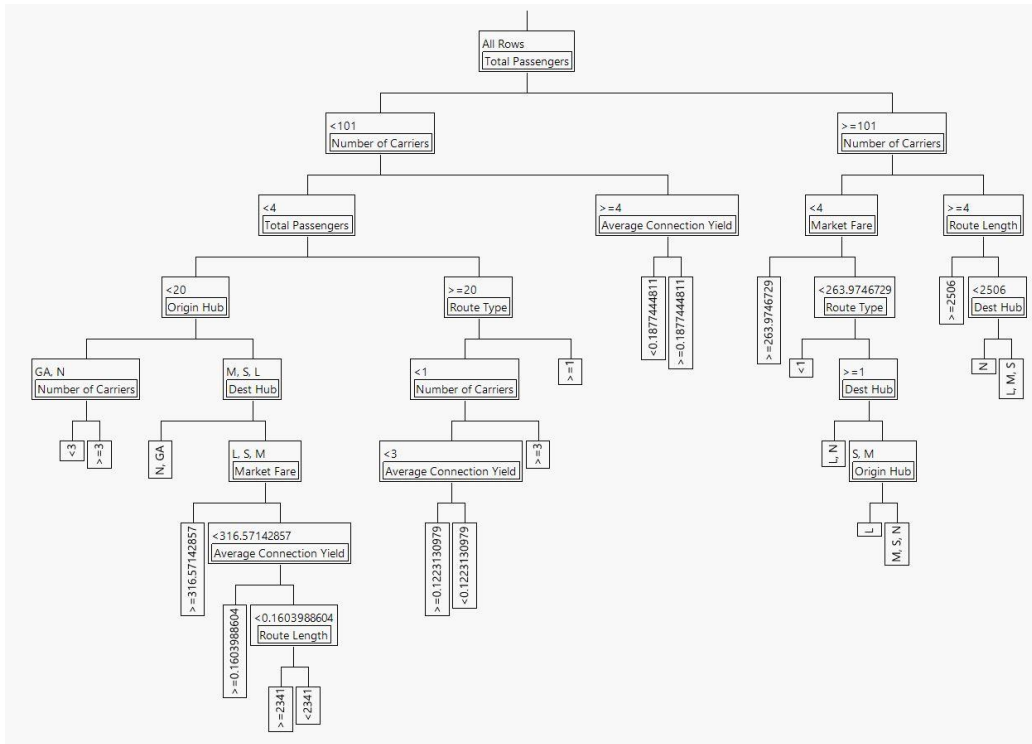 All Rows
Total Passengers
<101
Number of Carriers
>=101
Number of Carriers
<4
Total Passengers
>=4
Average Connection Yield
<4
Market Fare
>=4
Route Length
<20
Origin Hub
>=20
Route Type
<0.1877444811
>=0.1877444811
>=263.9746729
<263.9746729
Route Type
>=2506
<2506
Dest Hub
GA, N
Number of Carriers
M, S, L
Dest Hub
<1
Number of Carriers
>=1
<1
>=1
Dest Hub
N
L, M, S
<3
>=3
N, GA
L, S, M
Market Fare
<3
Average Connection Yield
>=3
L, N
S, M
Origin Hub
>=316.57142857
<316.57142857
Average Connection Yield
>=0.1223130979
<0.1223130979
L
M, S, N
>=0.1603988604
<0.1603988604
Route Length
>=2341
<2341